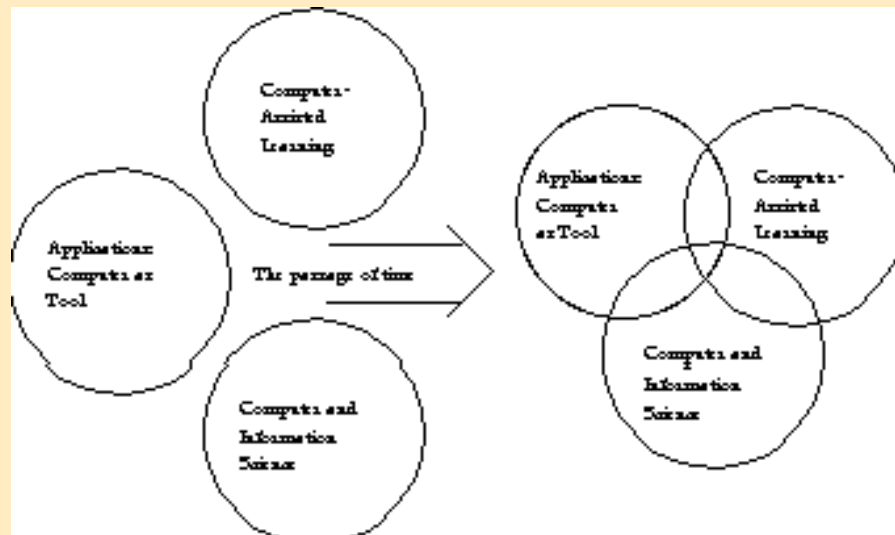 Computer-
Assisted
Learning
Applications:
Computer as
Tool
The passage of time
Computer and
Information
Science
Applications:
Computer
as Tool
Computer-
Assisted
Learning
Computer and
Information
Science